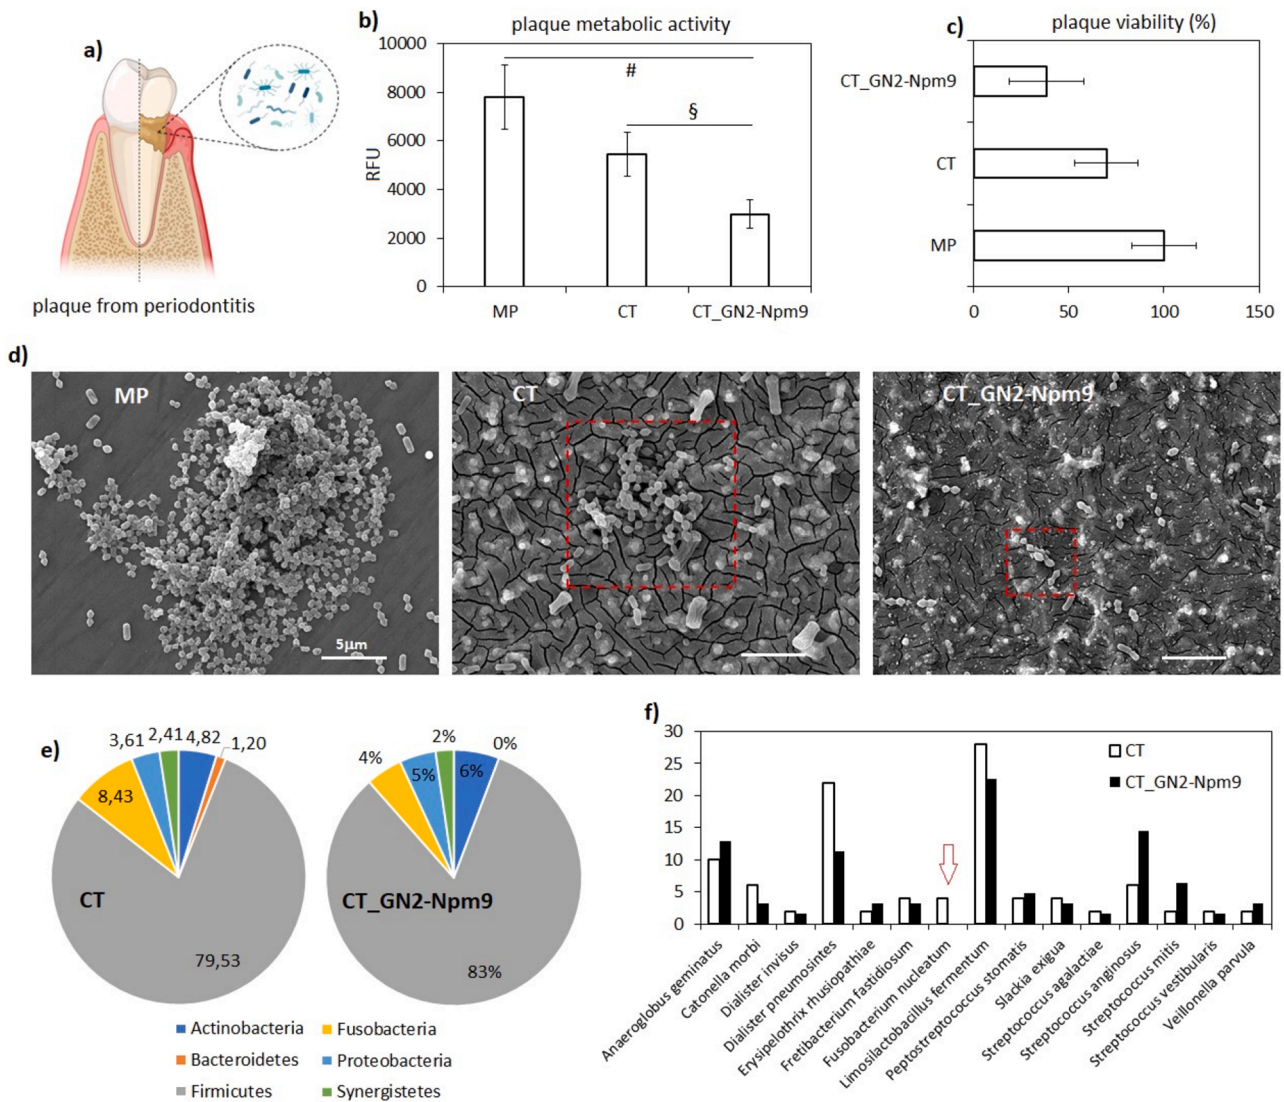 a)
plaque from periodontitis
b)
plaque metabolic activity
10000
8000
6000
4000
2000
0
RFU
#
§
MP
CT
CT_GN2-Npm9
c)
plaque viability (%)
CT_GN2-Npm9
CT
MP
0
50
100
150
d)
MP
5µm
CT
CT_GN2-Npm9
e)
3,61
2,41
4,82
1,20
8,43
CT
79,53
2%
0%
4%
5%
6%
CT_GN2-Npm9
83%
Actinobacteria
Fusobacteria
Bacteroidetes
Proteobacteria
Firmicutes
Synergistetes
f)
30
25
20
15
10
5
0
CT
CT_GN2-Npm9
Anaeroglobus geminatus
Catonella morbi
Dialister invisus
Dialister pneumosintes
Erysipelothrix rhusiopathiae
Fretibacterium fastidiosum
Fusobacterium nucleatum
Limosilactobacillus fermentum
Peptostreptococcus stomatis
Slackia exigua
Streptococcus agalactiae
Streptococcus anginosus
Streptococcus mitis
Streptococcus vestibularis
Veillonella parvula